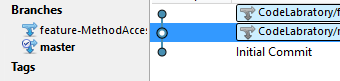 Branches
feature-MethodAcces
master
Tags
CodeLabratory/f
CodeLabratory/r
Initial Commit